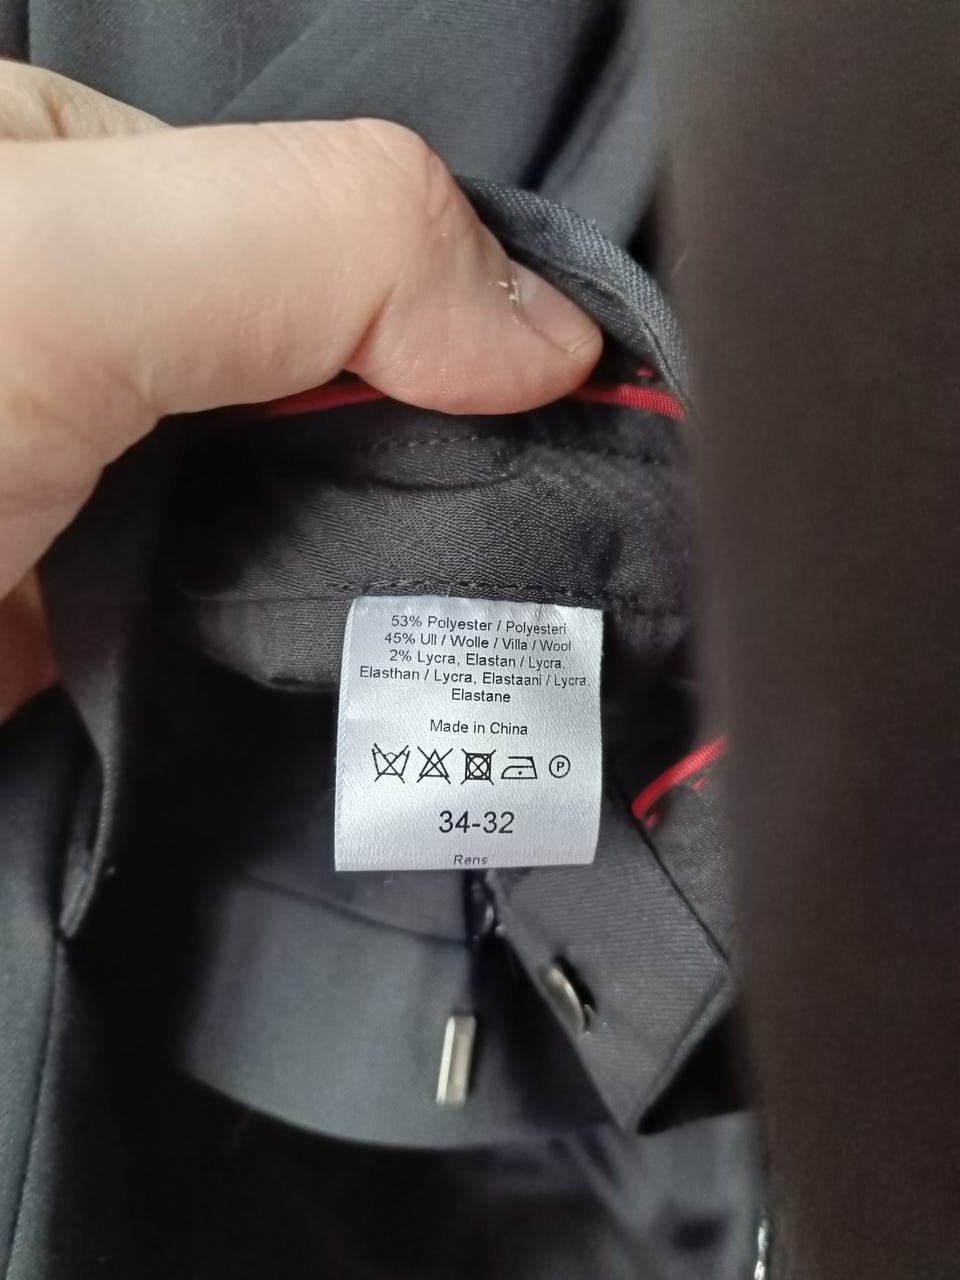 53% Polyester / Polyesteri
45% Ull / Wolle / Villa / Wool
2% Lycra, Elastan / Lycra,
Elasthan / Lycra, Elastaani / Lycra,
Elastane
Made in China
P
34-32
Rens